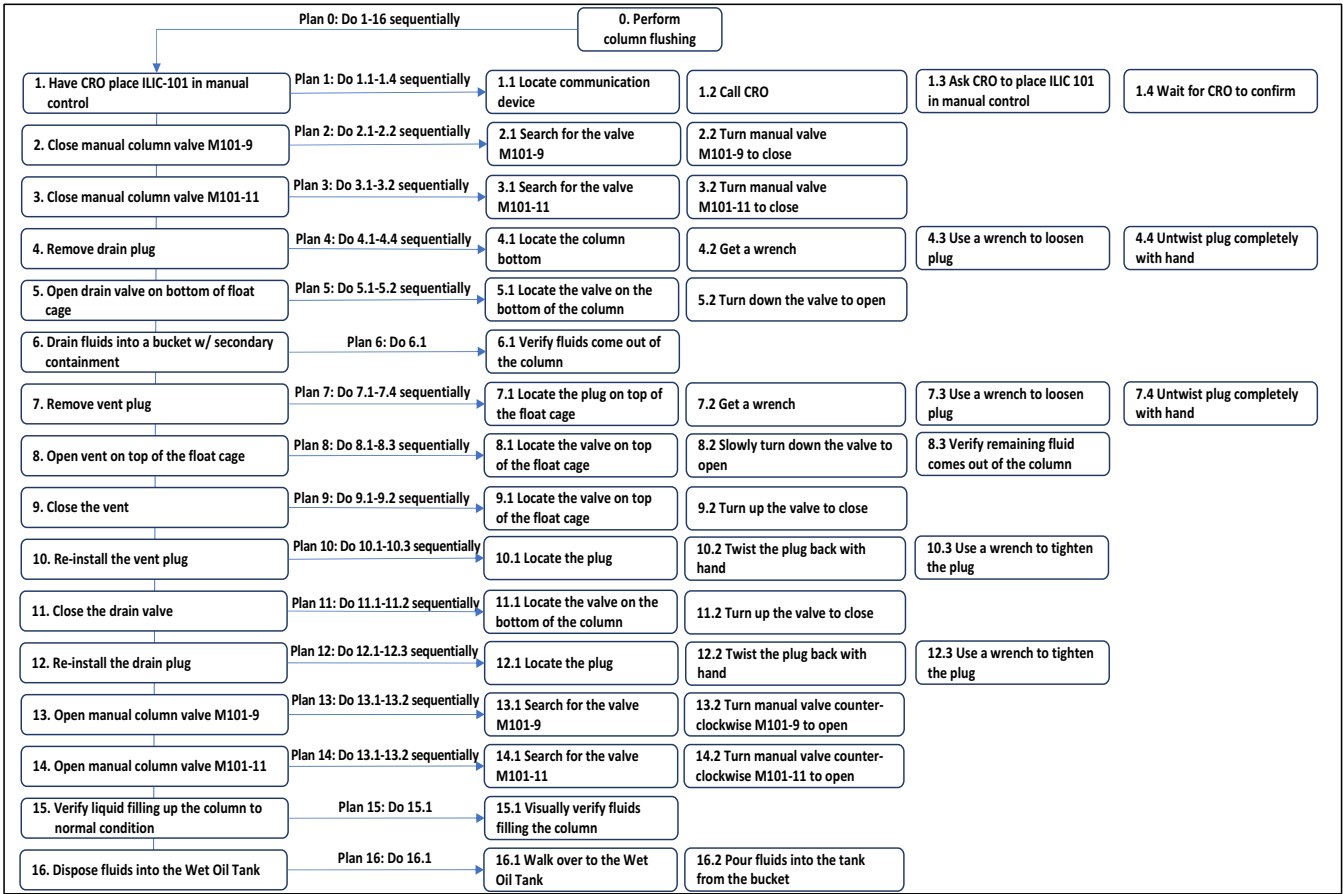 Plan 0: Do 1-16 sequentially
0. Perform
column flushing
1. Have CRO place ILIC-101 in manual
control
Plan 1: Do 1.1-1.4 sequentially
1.1 Locate communication
device
1.2 Call CRO
1.3 Ask CRO to place ILIC 101
in manual control
1.4 Wait for CRO to confirm
2. Close manual column valve M101-9
Plan 2: Do 2.1-2.2 sequentially
2.1 Search for the valve
M101-9
2.2 Turn manual valve
M101-9 to close
3. Close manual column valve M101-11
Plan 3: Do 3.1-3.2 sequentially
3.1 Search for the valve
M101-11
3.2 Turn manual valve
M101-11 to close
4. Remove drain plug
Plan 4: Do 4.1-4.4 sequentially
4.1 Locate the column
bottom
4.2 Get a wrench
4.3 Use a wrench to loosen
plug
4.4 Untwist plug completely
with hand
5. Open drain valve on bottom of float
cage
Plan 5: Do 5.1-5.2 sequentially
5.1 Locate the valve on the
bottom of the column
5.2 Turn down the valve to open
6. Drain fluids into a bucket w/ secondary
containment
Plan 6: Do 6.1
6.1 Verify fluids come out of
the column
7. Remove vent plug
Plan 7: Do 7.1-7.4 sequentially
7.1 Locate the plug on top of
the float cage
7.2 Get a wrench
7.3 Use a wrench to loosen
plug
7.4 Untwist plug completely
with hand
8. Open vent on top of the float cage
Plan 8: Do 8.1-8.3 sequentially
8.1 Locate the valve on top
of the float cage
8.2 Slowly turn down the valve to
open
8.3 Verify remaining fluid
comes out of the column
9. Close the vent
Plan 9: Do 9.1-9.2 sequentially
9.1 Locate the valve on top
of the float cage
9.2 Turn up the valve to close
10. Re-install the vent plug
Plan 10: Do 10.1-10.3 sequentially
10.1 Locate the plug
10.2 Twist the plug back with
hand
10.3 Use a wrench to tighten
the plug
11. Close the drain valve
Plan 11: Do 11.1-11.2 sequentially
11.1 Locate the valve on the
bottom of the column
11.2 Turn up the valve to close
12. Re-install the drain plug
Plan 12: Do 12.1-12.3 sequentially
12.1 Locate the plug
12.2 Twist the plug back with
hand
12.3 Use a wrench to tighten
the plug
13. Open manual column valve M101-9
Plan 13: Do 13.1-13.2 sequentially
13.1 Search for the valve
M101-9
13.2 Turn manual valve counter-
clockwise M101-9 to open
14. Open manual column valve M101-11
Plan 14: Do 13.1-13.2 sequentially
14.1 Search for the valve
M101-11
14.2 Turn manual valve counter-
clockwise M101-11 to open
15. Verify liquid filling up the column to
normal condition
Plan 15: Do 15.1
15.1 Visually verify fluids
filling the column
16. Dispose fluids into the Wet Oil Tank
Plan 16: Do 16.1
16.1 Walk over to the Wet
Oil Tank
16.2 Pour fluids into the tank
from the bucket